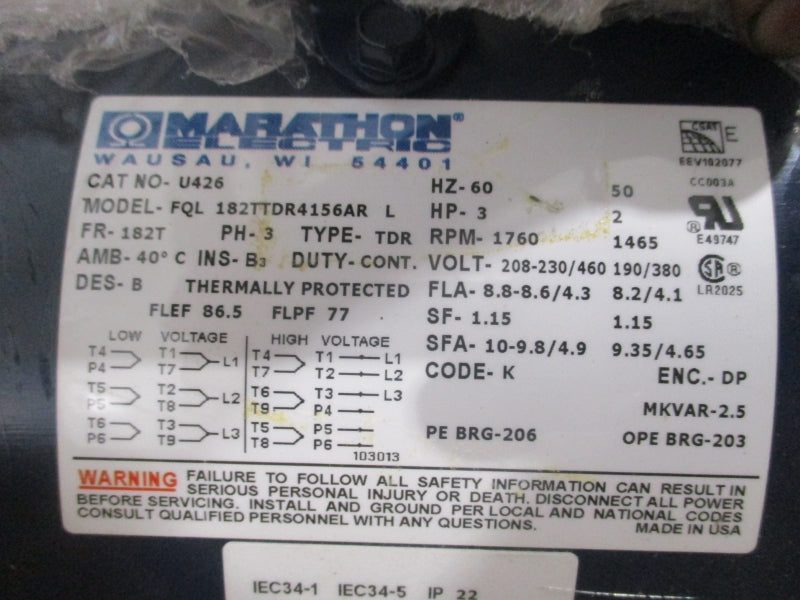 MARATHON®
ELECTRIC
WAUSAU, WI 54401
CSA T E
EEV102077
CAT NO- U426 HZ- 60 50 CC003A
MODEL- FQL 182TTDR4156AR L HP- 3 2
FR- 182T PH- 3 TYPE- TDR RPM- 1760 1465
® E49747
AMB- 40° C INS- B3 DUTY- CONT. VOLT- 208-230/460 190/380 ®
DES- B THERMALLY PROTECTED FLA- 8.8-8.6/4.3 8.2/4.1 LR2025
FLEF 86.5 FLPF 77 SF- 1.15 1.15
SFA- 10-9.8/4.9 9.35/4.65
LOW VOLTAGE HIGH VOLTAGE
T4 T1 L1 T4 T1 L1
P4 T7 T7 T2 L2
CODE- K ENC.- DP
T5 T2 L2 T6 T3 L3
P5 T8 T9 P4
MKVAR-2.5
T6 T3 L3 T5 P5
P6 T9 T8 P6
PE BRG-206 OPE BRG-203
103013
WARNING FAILURE TO FOLLOW ALL SAFETY INFORMATION CAN RESULT IN
SERIOUS PERSONAL INJURY OR DEATH. DISCONNECT ALL POWER
BEFORE SERVICING. INSTALL AND GROUND PER LOCAL AND NATIONAL CODES
CONSULT QUALIFIED PERSONNEL WITH ANY QUESTIONS. MADE IN USA
IEC34-1 IEC34-5 IP 22